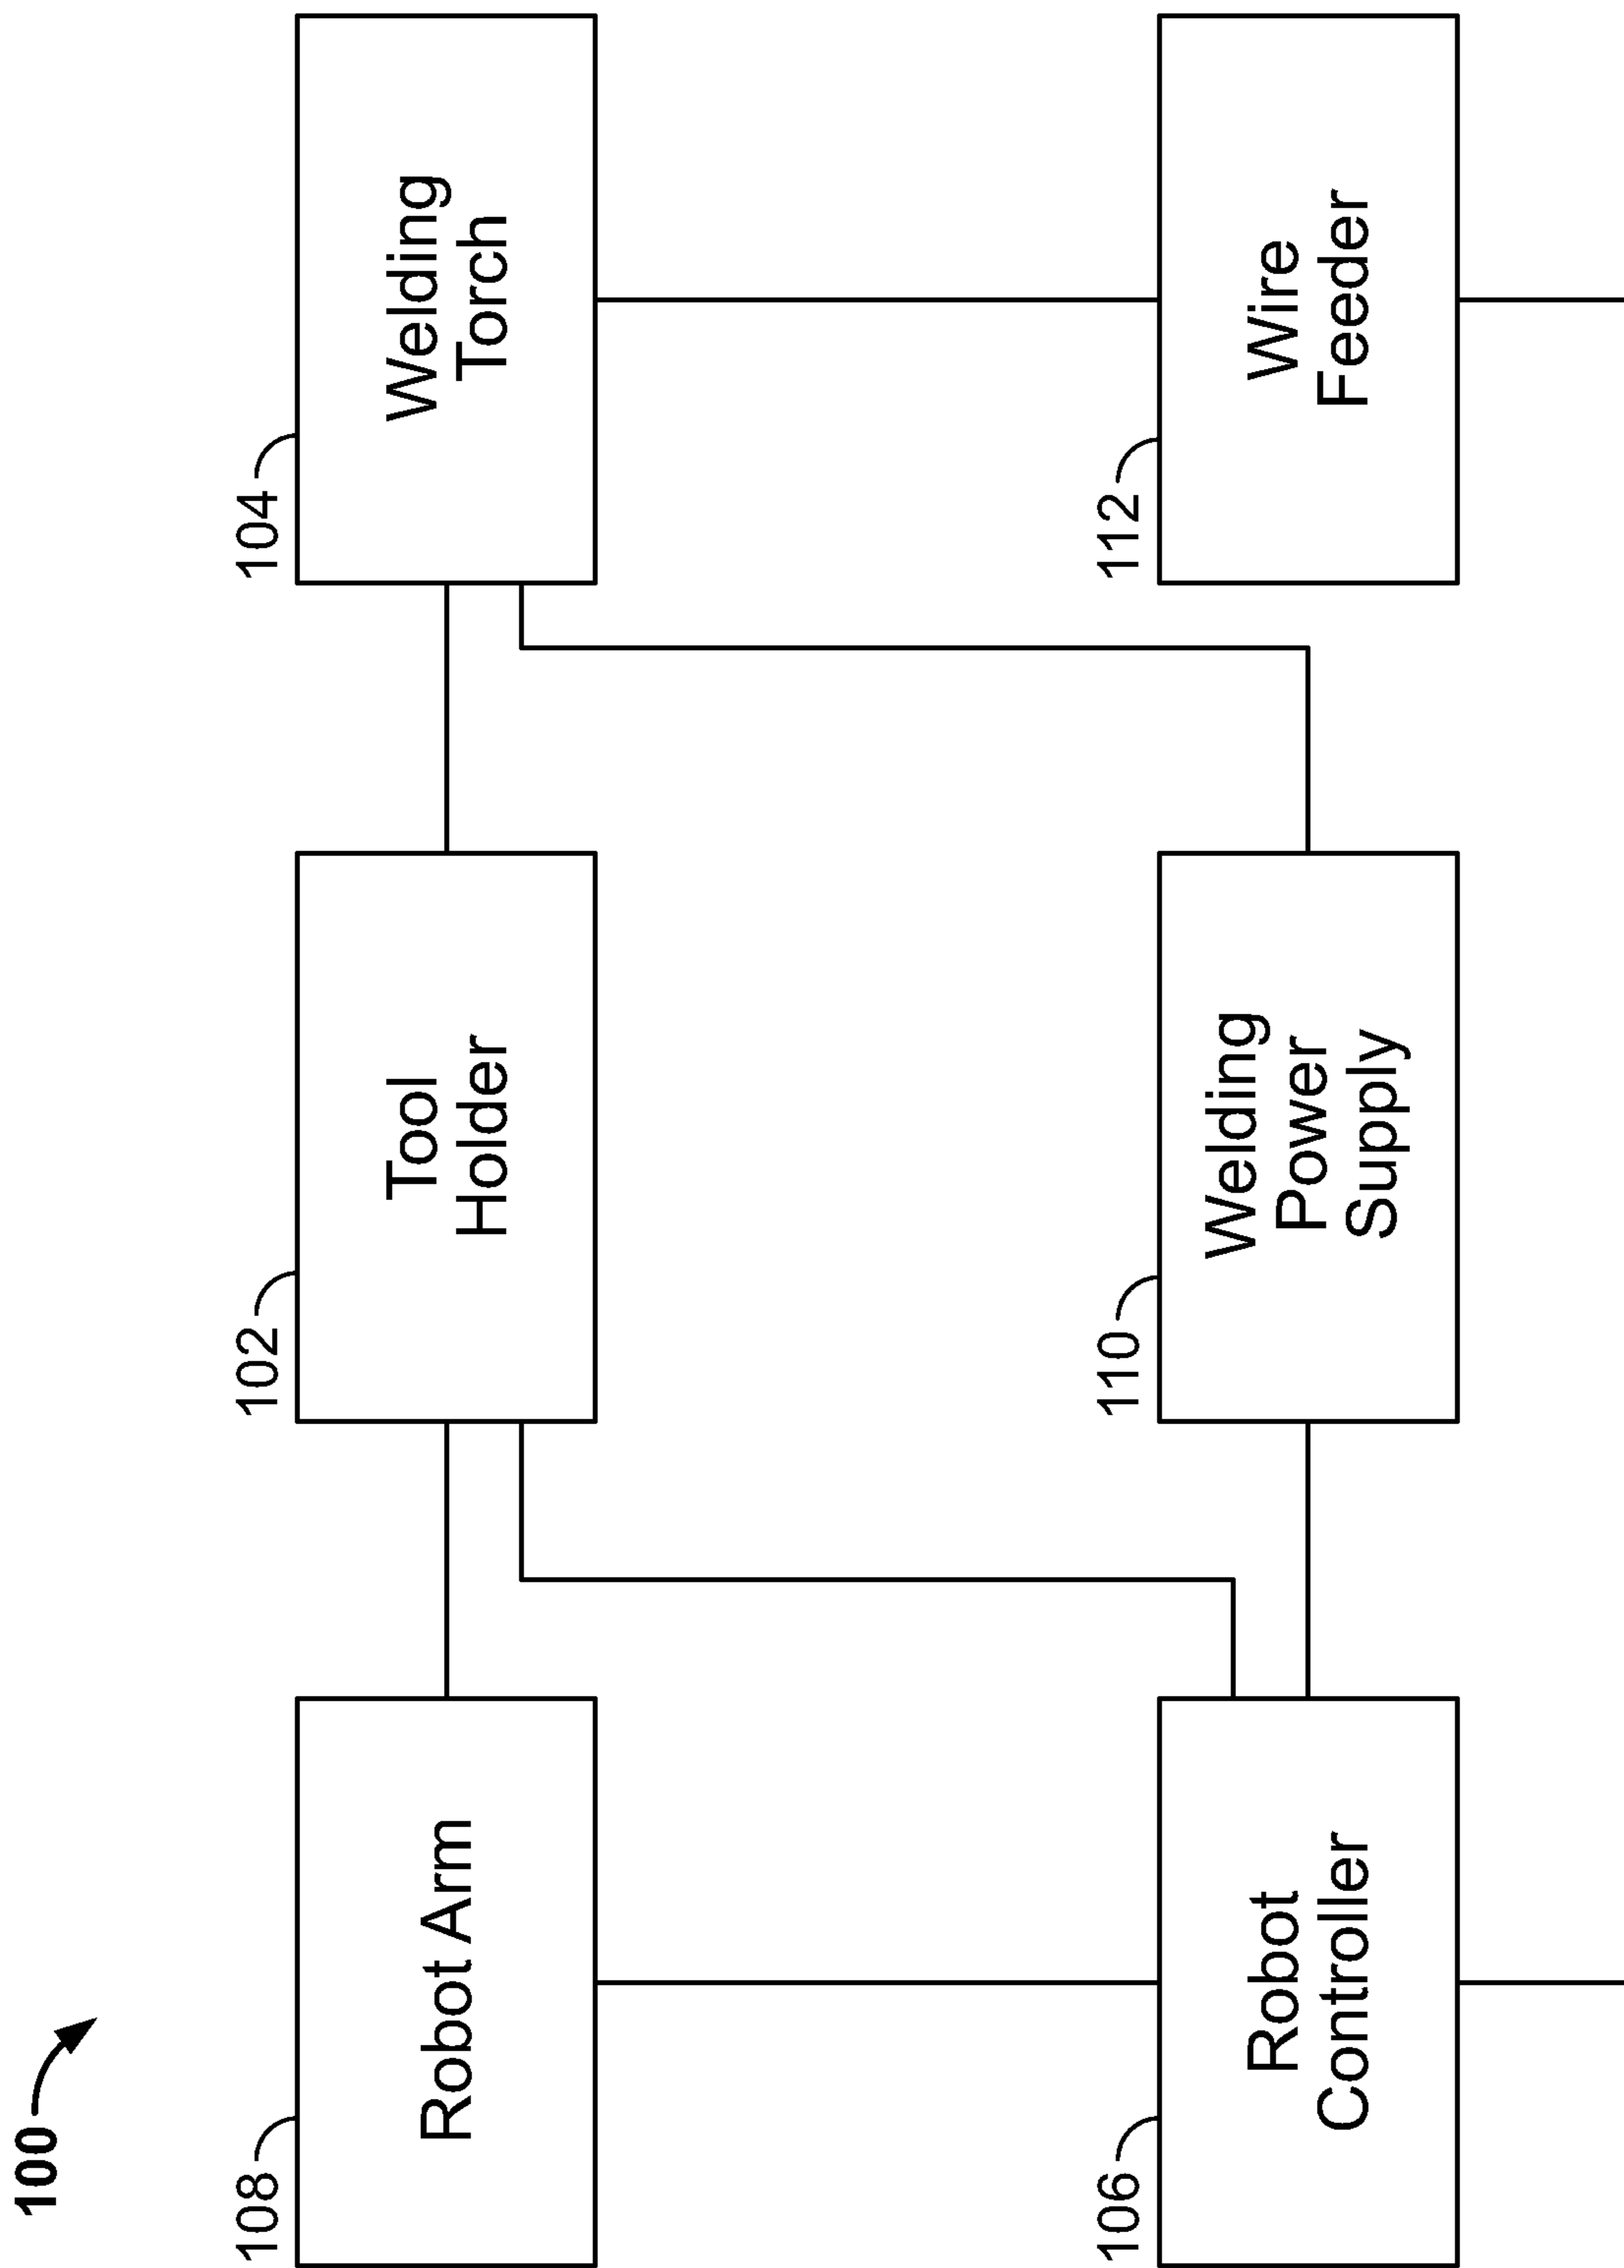 100
108
Robot Arm
102
Tool
Holder
104
Welding
Torch
106
Robot
Controller
110
Welding
Power
Supply
112
Wire
Feeder